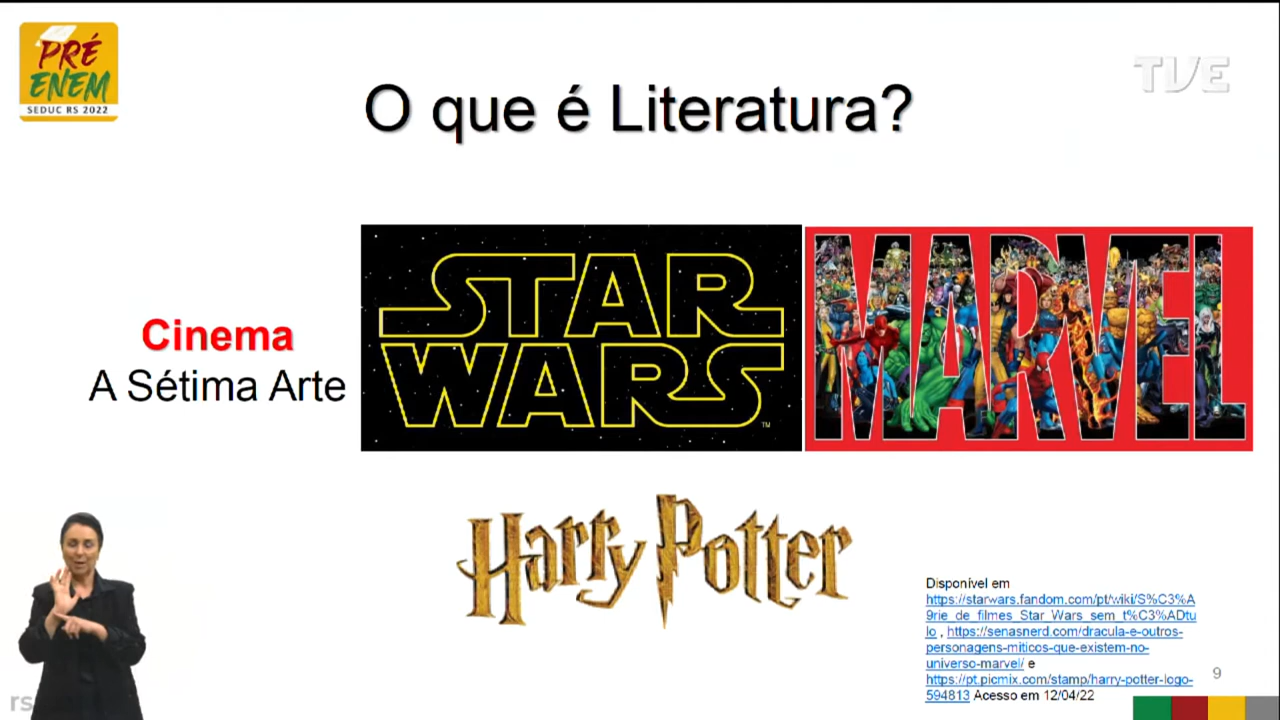 PRÉ
ENEM
SEDUC RS 2022
TVE
O que é Literatura?
Cinema
A Sétima Arte
STAR
WARS
TM
MARVEL
Harry Potter
Disponível em
https://starwars.fandom.com/pt/wiki/S%C3%A
9rie_de_filmes_Star_Wars_sem_t%C3%ADtu
lo , https://senasnerd.com/dracula-e-outros-
personagens-miticos-que-existem-no-
universo-marvel/ e
https://pt.picmix.com/stamp/harry-potter-logo-
594813 Acesso em 12/04/22
9